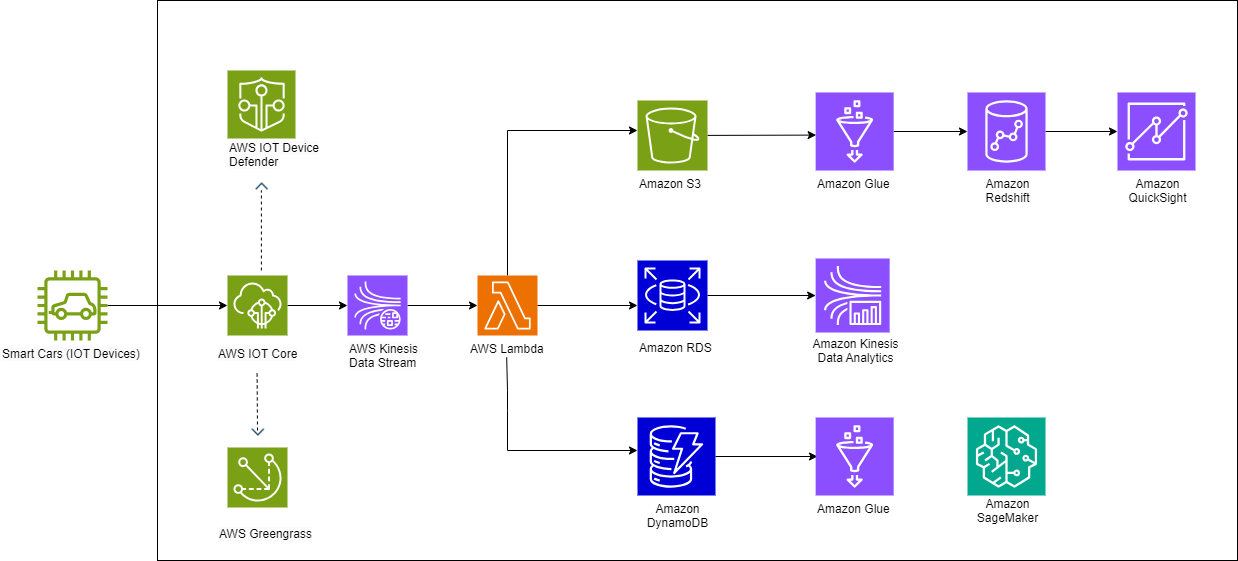 AWS IOT Device
Defender
Amazon S3
Amazon Glue
Amazon
Redshift
Amazon
QuickSight
Smart Cars (IOT Devices)
AWS IOT Core
AWS Kinesis
Data Stream
AWS Lambda
Amazon RDS
Amazon Kinesis
Data Analytics
AWS Greengrass
Amazon
DynamoDB
Amazon Glue
Amazon
SageMaker